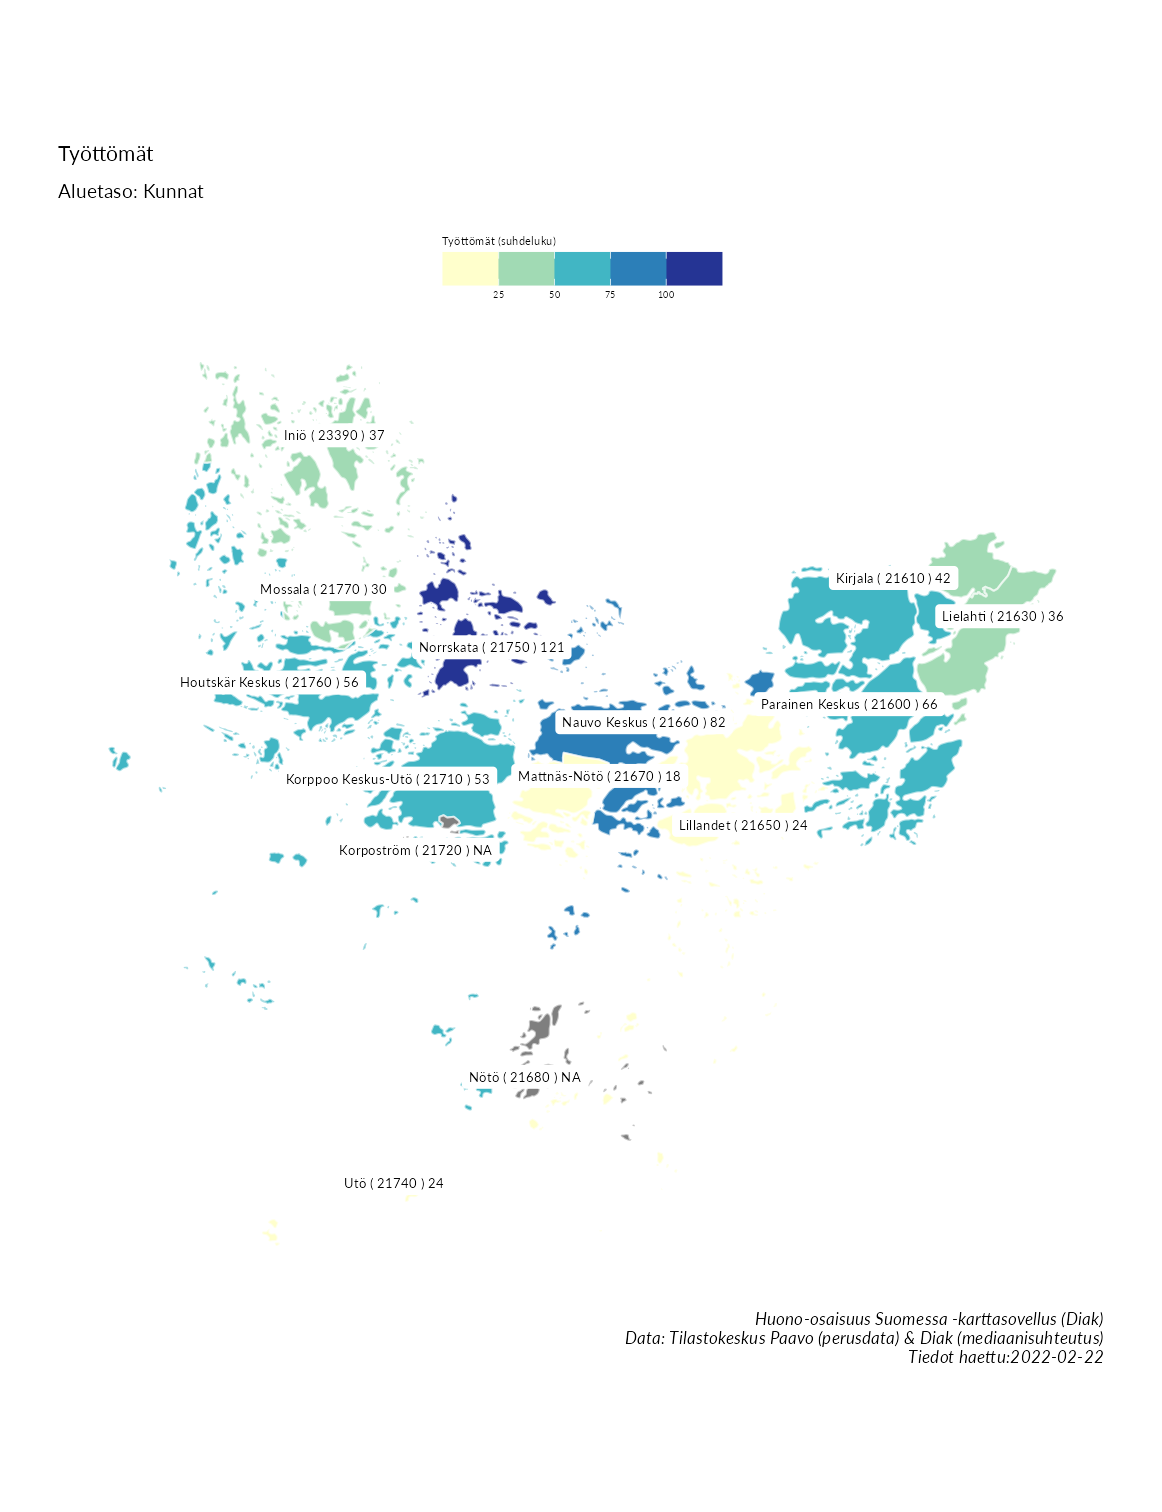 Työttömät
Aluetaso: Kunnat
Työttömät (suhdeluku)
25 50 75 100
Iniö ( 23390 ) 37
Kirjala ( 21610 ) 42
Mossala ( 21770 ) 30
Lielahti ( 21630 ) 36
Norrskata ( 21750 ) 121
Houtskär Keskus ( 21760 ) 56
Parainen Keskus ( 21600 ) 66
Nauvo Keskus ( 21660 ) 82
Korppoo Keskus-Utö ( 21710 ) 53
Mattnäs-Nötö ( 21670 ) 18
Lillandet ( 21650 ) 24
Korpoström ( 21720 ) NA
Nötö ( 21680 ) NA
Utö ( 21740 ) 24
Huono-osaisuus Suomessa -karttasovellus (Diak)
Data: Tilastokeskus Paavo (perusdata) & Diak (mediaanisuhteutus)
Tiedot haettu:2022-02-22